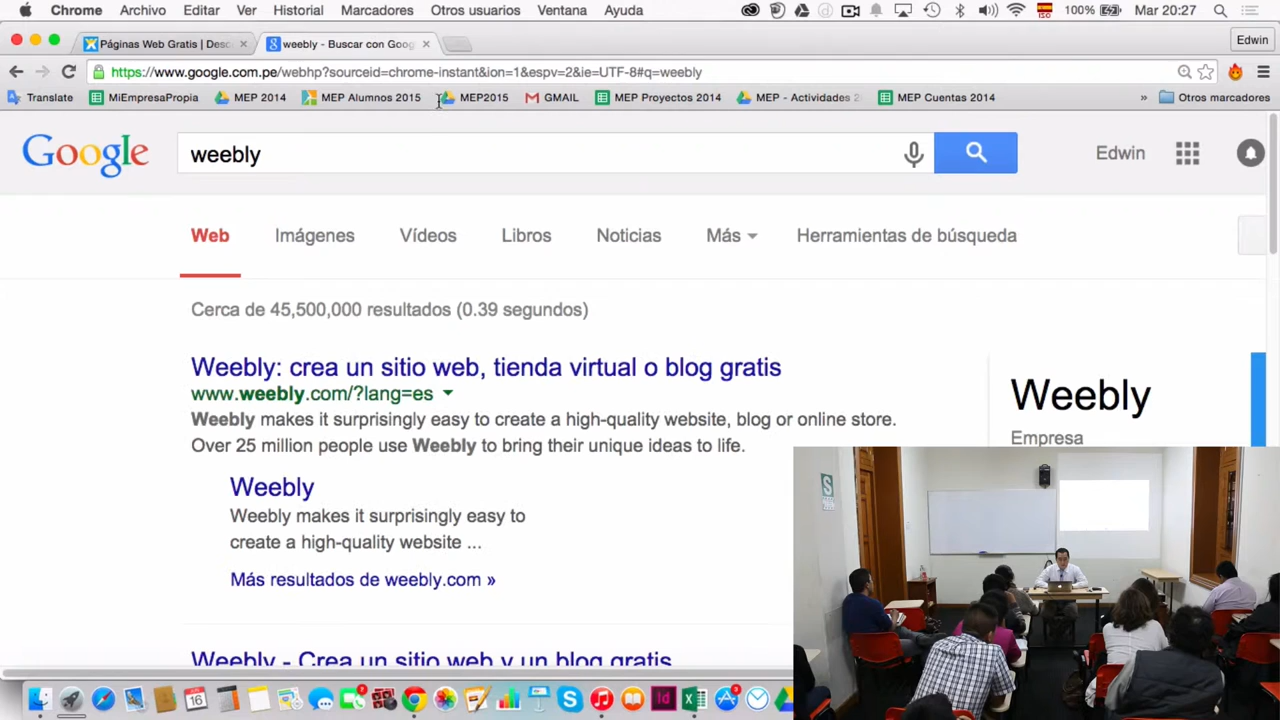 Chrome Archivo Editar Ver Historial Marcadores Otros usuarios Ventana Ayuda ISO 100% Mar 20:27
Páginas Web Gratis | Desc weebly - Buscar con Goog Edwin
https://www.google.com.pe/webhp?sourceid=chrome-instant&ion=1&espv=2&ie=UTF-8#q=weebly
Translate MiEmpresaPropia MEP 2014 MEP Alumnos 2015 MEP2015 GMAIL MEP Proyectos 2014 MEP - Actividades 2 MEP Cuentas 2014 » Otros marcadores
Google weebly Edwin
Web Imágenes Vídeos Libros Noticias Más Herramientas de búsqueda
Cerca de 45,500,000 resultados (0.39 segundos)
Weebly: crea un sitio web, tienda virtual o blog gratis
www.weebly.com/?lang=es
Weebly makes it surprisingly easy to create a high-quality website, blog or online store.
Over 25 million people use Weebly to bring their unique ideas to life.
Weebly
Weebly makes it surprisingly easy to
create a high-quality website ...
Más resultados de weebly.com »
Weebly - Crea un sitio web y un blog gratis
Weebly
Empresa
S
16
Id